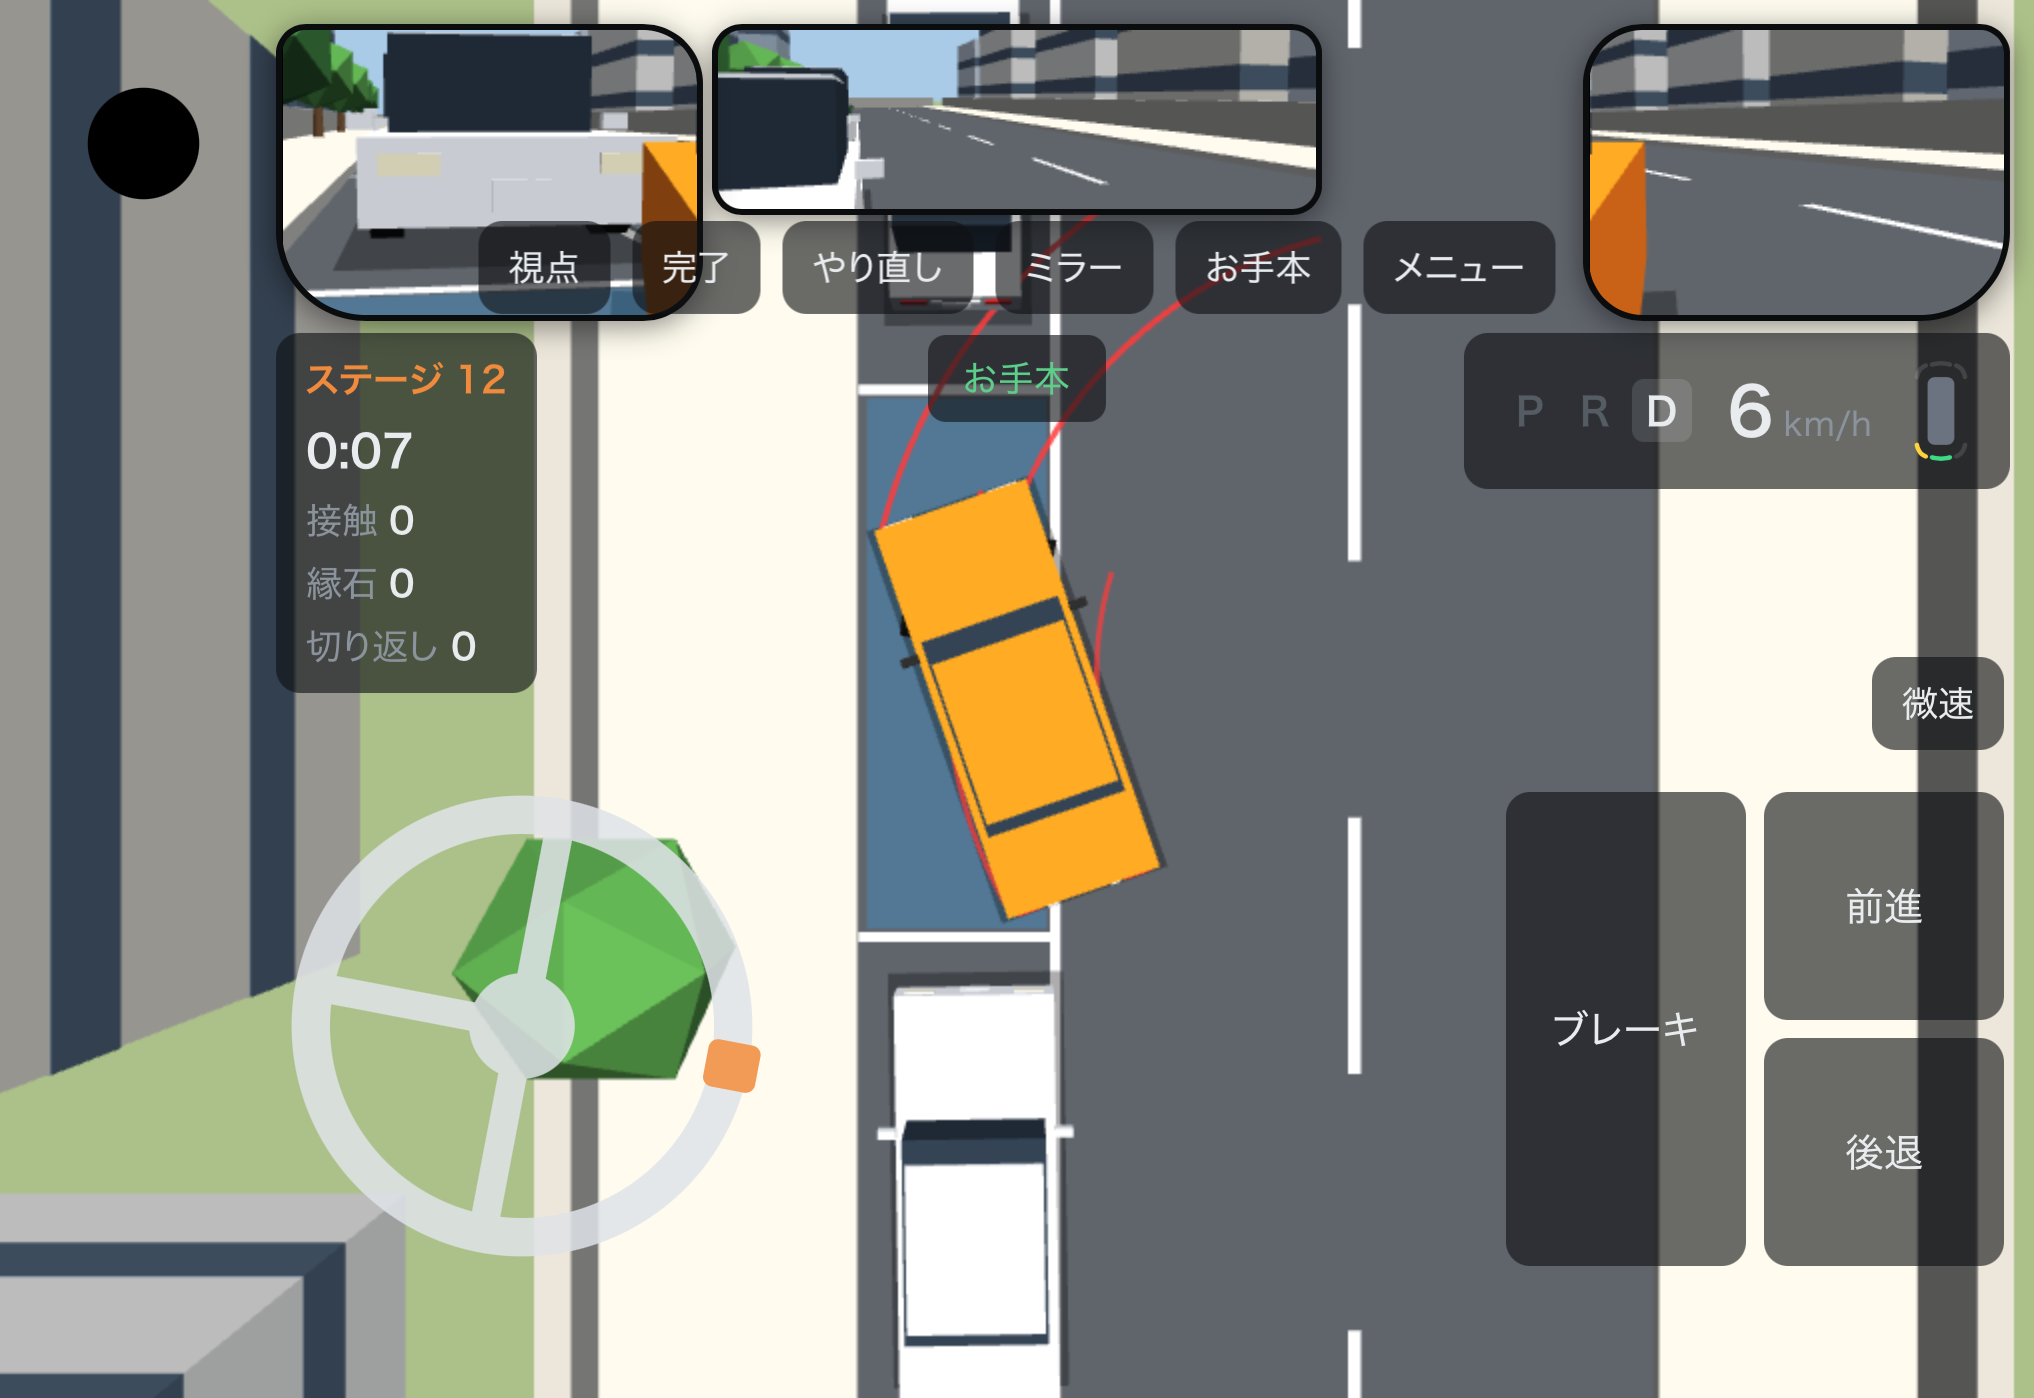 視点
完了
やり直し
ミラー
お手本
メニュー
ステージ 12
0:07
接触 0
縁石 0
切り返し 0
お手本
P R D 6 km/h
微速
ブレーキ
前進
後退